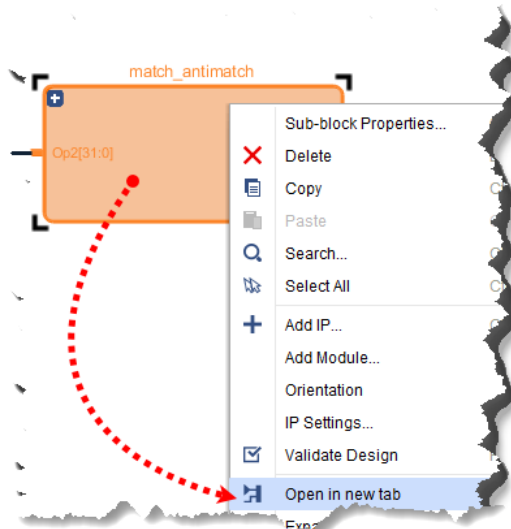 match_antimatch
Op2[31:0]
Sub-block Properties...
Delete
Copy
Paste
Search...
Select All
Add IP...
Add Module...
Orientation
IP Settings...
Validate Design
Open in new tab